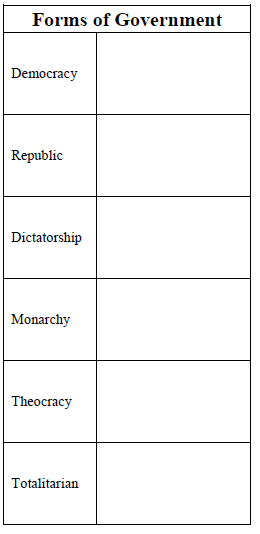 Forms of Government
Democracy
Republic
Dictatorship
Monarchy
Theocracy
Totalitarian